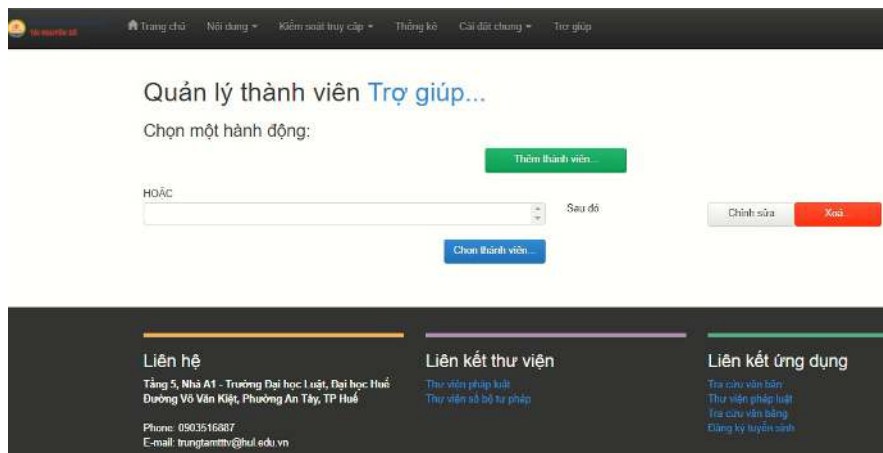 TÀI NGUYÊN SỐ
Trang chủ Nội dung Kiểm soát truy cập Thống kê Cài đặt chung Trợ giúp
Quản lý thành viên Trợ giúp...
Chọn một hành động:
Thêm thành viên...
HOẶC
Sau đó
Chỉnh sửa Xoá...
Chọn thành viên...
Liên hệ
Tầng 5, Nhà A1 - Trường Đại học Luật, Đại học Huế
Đường Võ Văn Kiệt, Phường An Tây, TP Huế
Phone: 0903516887
E-mail: trungtamtttv@hul.edu.vn
Liên kết thư viện
Thư viện pháp luật
Thư viện số bộ tư pháp
Liên kết ứng dụng
Tra cứu văn bản
Thư viện pháp luật
Tra cứu văn bằng
Đăng ký tuyển sinh